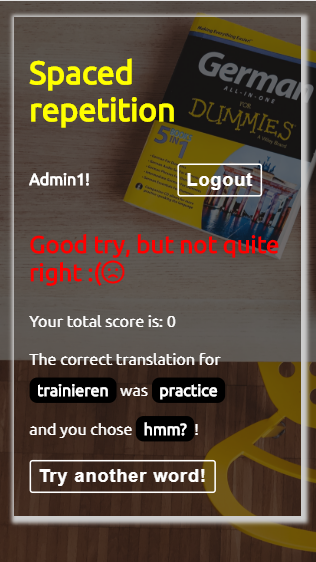 Spaced
repetition
Admin1!
Logout
German
ALL-IN-ONE
FOR
DUMMIES
5 BOOKS
IN 1
Good try, but not quite
right :(
Your total score is: 0
The correct translation for
trainieren was practice
and you chose hmm? !
Try another word!